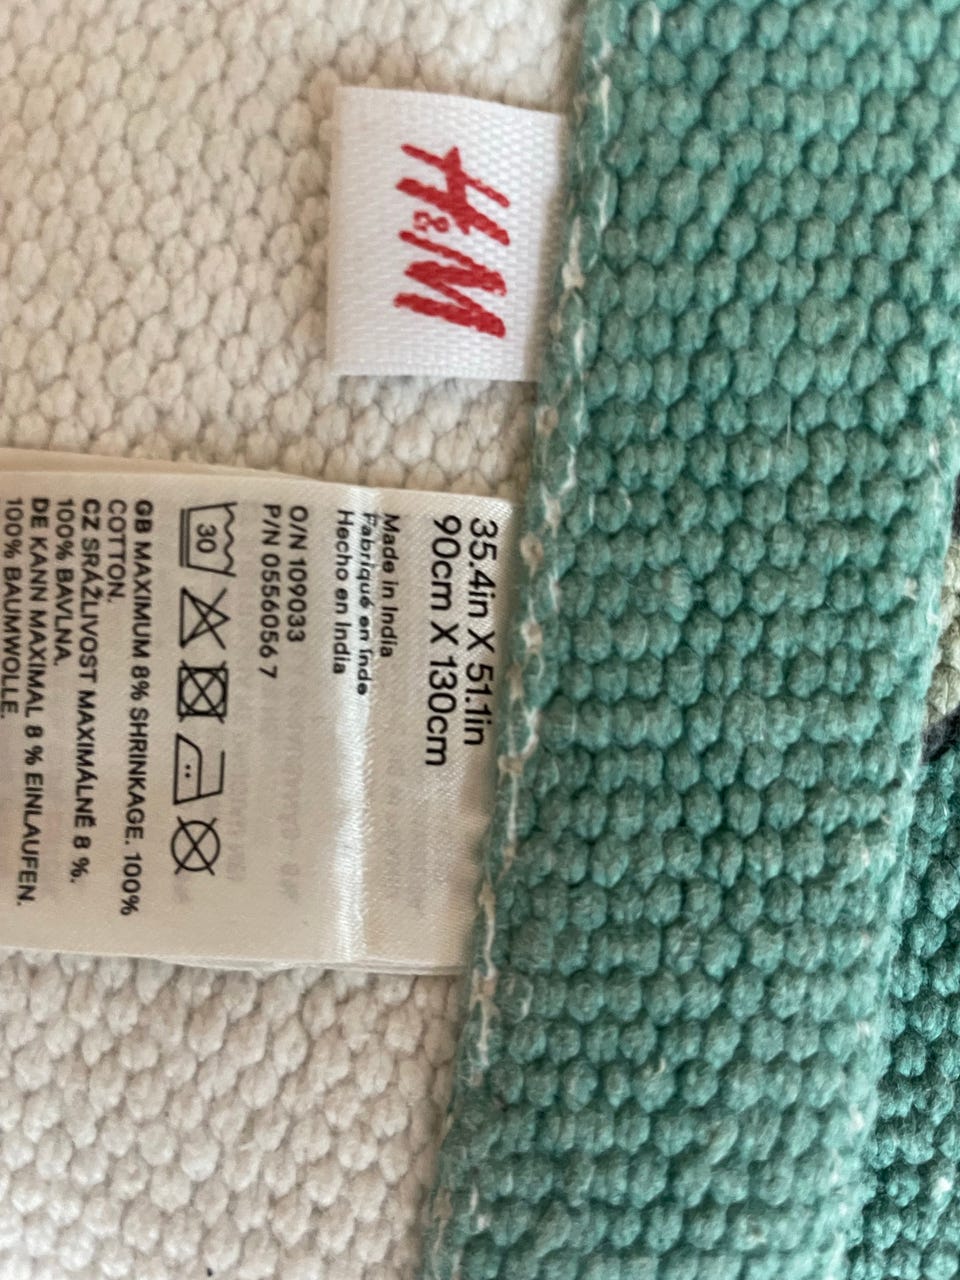 H&M
35.4in X 51.1in
90cm X 130cm
Made in India
Fabriqué en Inde
Hecho en India
O/N 109033
P/N 0556056 7
30
GB MAXIMUM 8% SHRINKAGE. 100%
COTTON.
CZ SRÁŽLIVOST MAXIMÁLNĚ 8 %.
100% BAVLNA.
DE KANN MAXIMAL 8 % EINLAUFEN.
100% BAUMWOLLE.